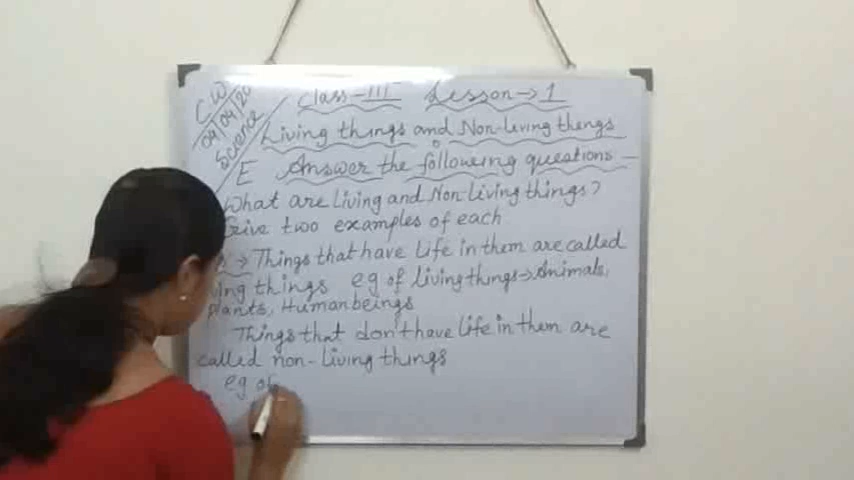 CW
04/04/20
Science
Class-III Lesson→1
Living things and Non-living things
E Answer the following questions-
What are living and Non-Living things?
Give two examples of each
→ Things that have life in them are called
things eg of living things→Animals,
plants, Human beings
Things that don't have life in them are
called non-living things
eg of